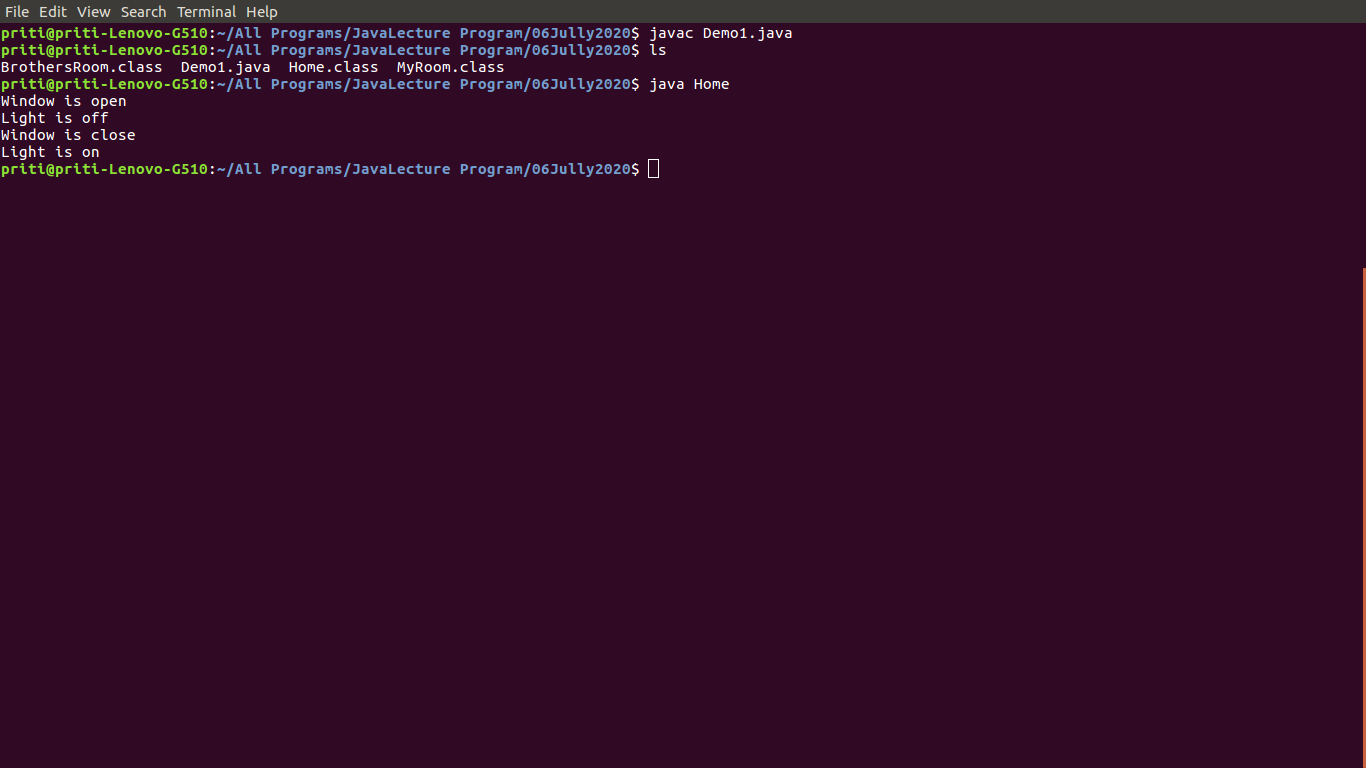 File Edit View Search Terminal Help
priti@priti-Lenovo-G510:~/All Programs/JavaLecture Program/06Jully2020$ javac Demo1.java
priti@priti-Lenovo-G510:~/All Programs/JavaLecture Program/06Jully2020$ ls
BrothersRoom.class  Demo1.java  Home.class  MyRoom.class
priti@priti-Lenovo-G510:~/All Programs/JavaLecture Program/06Jully2020$ java Home
Window is open
Light is off
Window is close
Light is on
priti@priti-Lenovo-G510:~/All Programs/JavaLecture Program/06Jully2020$